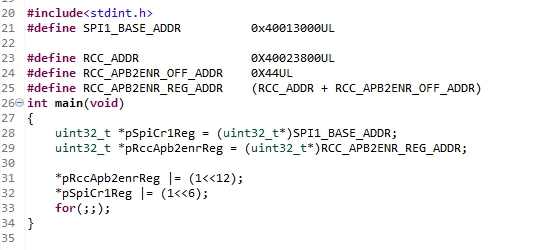 20 #include<stdint.h>
21 #define SPI1_BASE_ADDR 0x40013000UL
22
23 #define RCC_ADDR 0X40023800UL
24 #define RCC_APB2ENR_OFF_ADDR 0X44UL
25 #define RCC_APB2ENR_REG_ADDR (RCC_ADDR + RCC_APB2ENR_OFF_ADDR)
26 int main(void)
27 {
28 uint32_t *pSpiCr1Reg = (uint32_t*)SPI1_BASE_ADDR;
29 uint32_t *pRccApb2enrReg = (uint32_t*)RCC_APB2ENR_REG_ADDR;
30
31 *pRccApb2enrReg |= (1<<12);
32 *pSpiCr1Reg |= (1<<6);
33 for(;;);
34 }
35